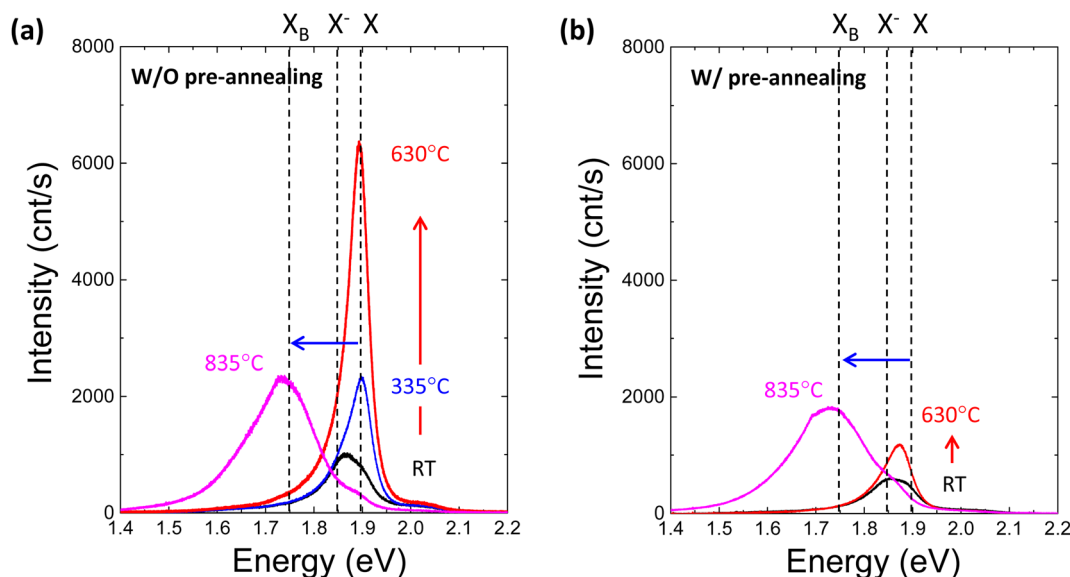 (a)
X_B X⁻ X
8000
6000
4000
2000
0
W/O pre-annealing
630°C
835°C
335°C
RT
1.4 1.5 1.6 1.7 1.8 1.9 2.0 2.1 2.2
Energy (eV)
Intensity (cnt/s)
(b)
X_B X⁻ X
8000
6000
4000
2000
0
W/ pre-annealing
835°C
630°C
RT
1.4 1.5 1.6 1.7 1.8 1.9 2.0 2.1 2.2
Energy (eV)
Intensity (cnt/s)